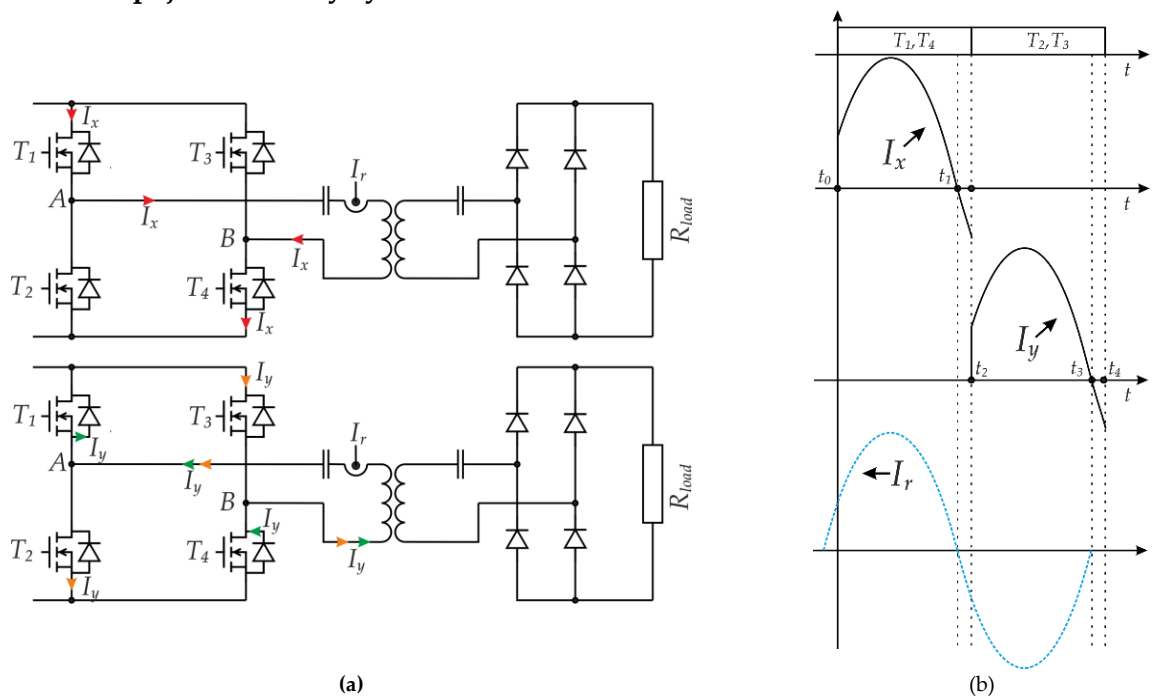 T1,T4 T2,T3
t
Ix
T1 T3
Ir
Ix
t0 t1
t
A
Ix
B
Ix
Rload
T2 T4
Ix
Iy
Iy
t2 t3 t4
t
T1 T3
Ir
Iy
A
Iy
B
Iy
Iy
Rload
T2 T4
Iy
Ir
(a) (b)